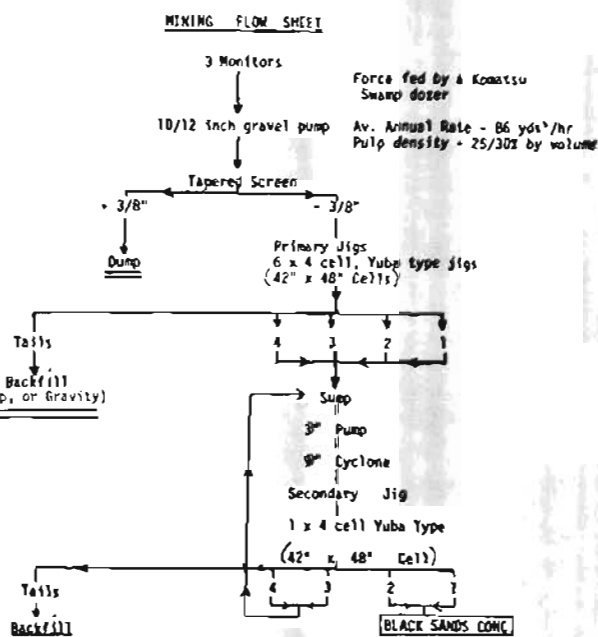 MIXING FLOW SHEET
3 Monitors
Force fed by a Komatsu
Swamp dozer
10/12 inch gravel pump
Av. Annual Rate - 86 yds³/hr
Pulp density - 25/30% by volume
Tapered Screen
+ 3/8"
- 3/8"
Dump
Primary Jigs
6 x 4 cell, Yuba type jigs
(42" x 48" Cells)
Tails
4 3 2 1
Backfill
p, or Gravity)
Sump
3" Pump
Cyclone
Secondary Jig
1 x 4 cell Yuba Type
(42" x 48" Cell)
Tails
4 3 2 1
Backfill
BLACK SANDS CONC